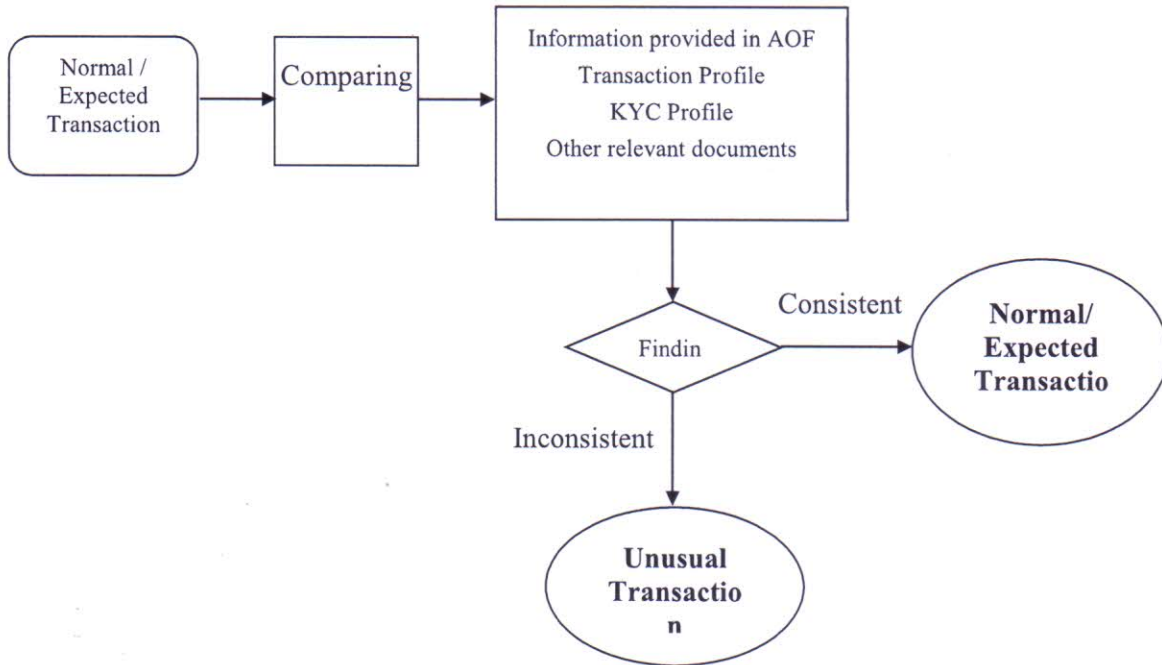 Normal /
Expected
Transaction
Comparing
Information provided in AOF
Transaction Profile
KYC Profile
Other relevant documents
Findin
Consistent
Normal/
Expected
Transactio
Inconsistent
Unusual
Transactio
n